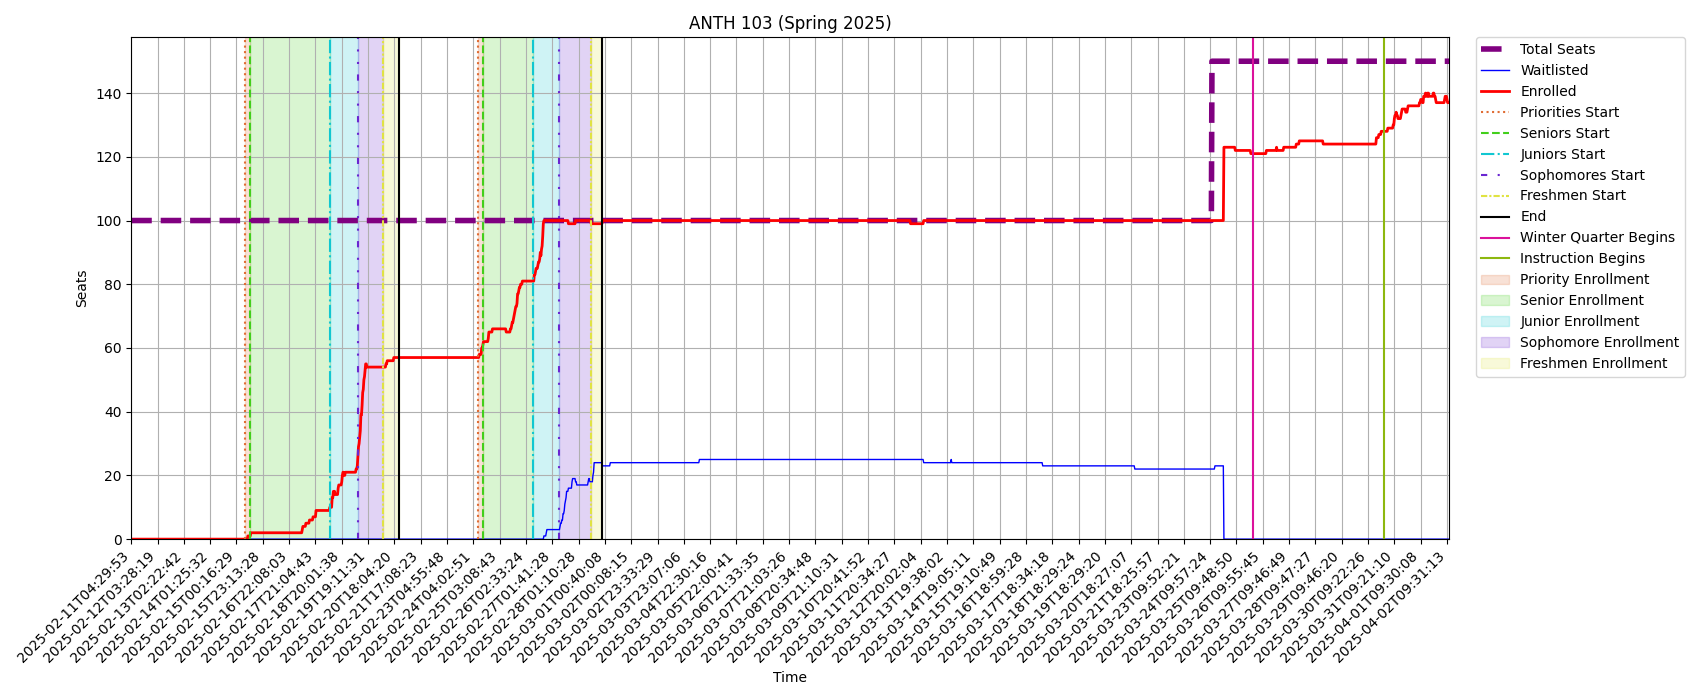 ANTH 103 (Spring 2025)
Seats
140
120
100
80
60
40
20
0
2025-02-11T04:29:53
2025-02-12T03:28:19
2025-02-13T02:22:42
2025-02-14T01:25:32
2025-02-15T00:16:29
2025-02-15T23:13:28
2025-02-16T22:08:03
2025-02-17T21:04:43
2025-02-18T20:01:38
2025-02-19T19:11:31
2025-02-20T18:04:20
2025-02-21T17:08:23
2025-02-23T04:55:48
2025-02-24T04:02:51
2025-02-25T03:08:43
2025-02-26T02:33:24
2025-02-27T01:41:28
2025-02-28T01:10:28
2025-03-01T00:40:08
2025-03-02T00:08:15
2025-03-02T23:33:29
2025-03-03T23:07:06
2025-03-04T22:30:16
2025-03-05T22:00:41
2025-03-06T21:33:35
2025-03-07T21:03:26
2025-03-08T20:34:48
2025-03-09T21:10:31
2025-03-10T20:41:52
2025-03-11T20:34:27
2025-03-12T20:02:04
2025-03-13T19:38:02
2025-03-14T19:05:11
2025-03-15T19:10:49
2025-03-16T18:59:28
2025-03-17T18:34:18
2025-03-18T18:29:24
2025-03-19T18:29:20
2025-03-20T18:27:07
2025-03-21T18:25:57
2025-03-23T09:52:21
2025-03-24T09:57:24
2025-03-25T09:48:50
2025-03-26T09:55:45
2025-03-27T09:46:49
2025-03-28T09:47:27
2025-03-29T09:46:20
2025-03-30T09:22:26
2025-03-31T09:21:10
2025-04-01T09:30:08
2025-04-02T09:31:13
Time
Total Seats
Waitlisted
Enrolled
Priorities Start
Seniors Start
Juniors Start
Sophomores Start
Freshmen Start
End
Winter Quarter Begins
Instruction Begins
Priority Enrollment
Senior Enrollment
Junior Enrollment
Sophomore Enrollment
Freshmen Enrollment